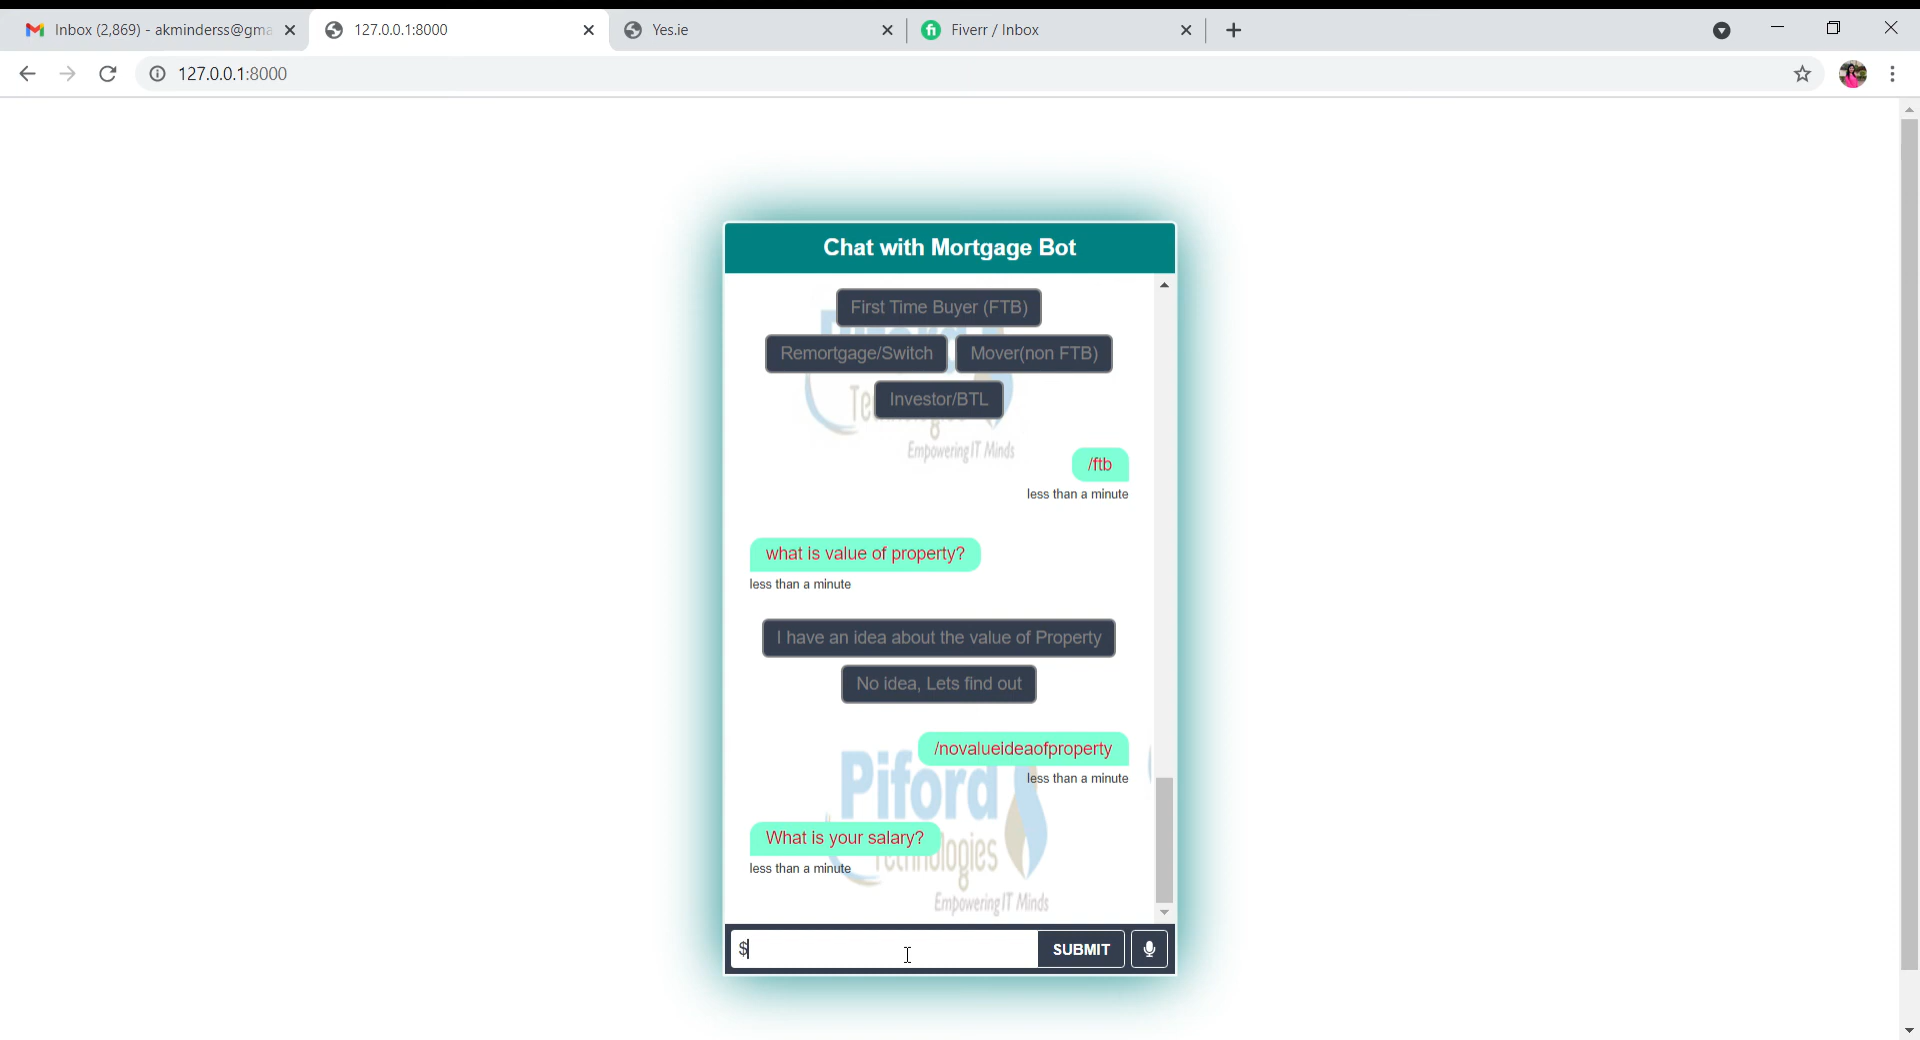 Inbox (2,869) - akminderss@gma
127.0.0.1:8000
Yes.ie
Fiverr / Inbox
127.0.0.1:8000
Chat with Mortgage Bot
First Time Buyer (FTB)
Remortgage/Switch
Mover(non FTB)
Investor/BTL
Empowering IT Minds
/ftb
less than a minute
what is value of property?
less than a minute
I have an idea about the value of Property
No idea, Lets find out
/novalueideaofproperty
less than a minute
Piford
What is your salary?
less than a minute
Empowering IT Minds
$
SUBMIT